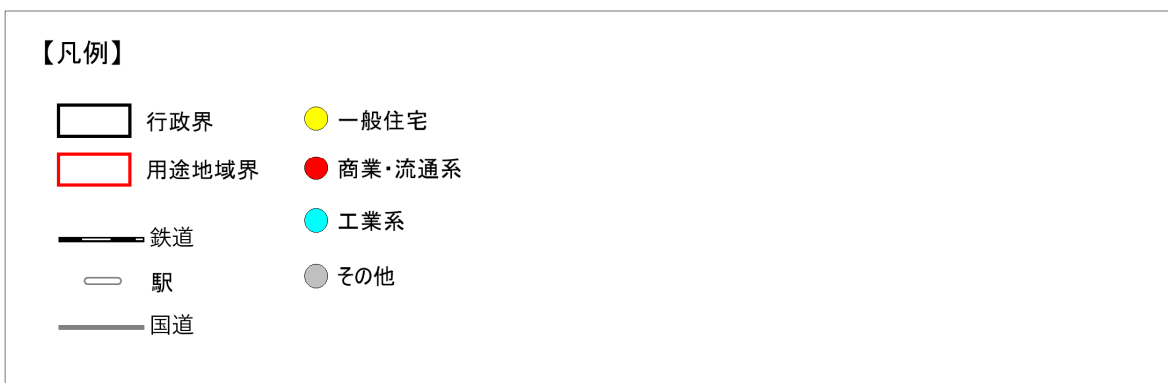 【凡例】
行政界
用途地域界
鉄道
駅
国道
一般住宅
商業・流通系
工業系
その他